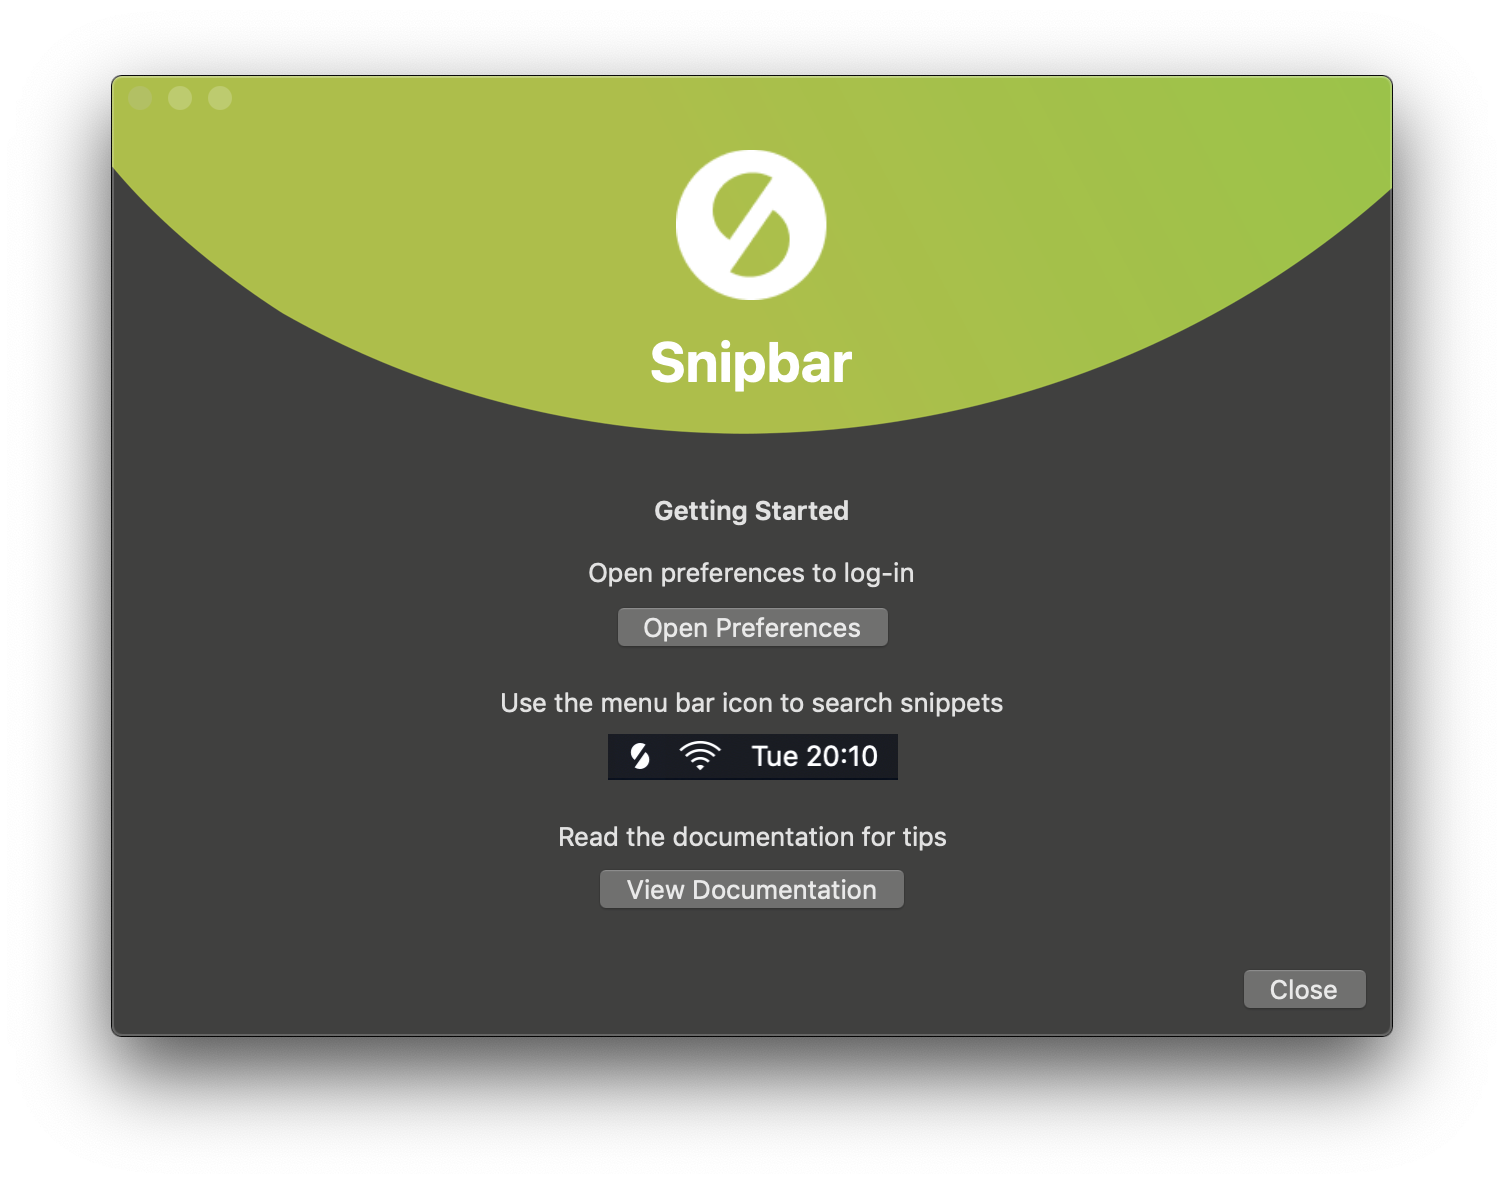 Snipbar
Getting Started
Open preferences to log-in
Open Preferences
Use the menu bar icon to search snippets
Tue 20:10
Read the documentation for tips
View Documentation
Close